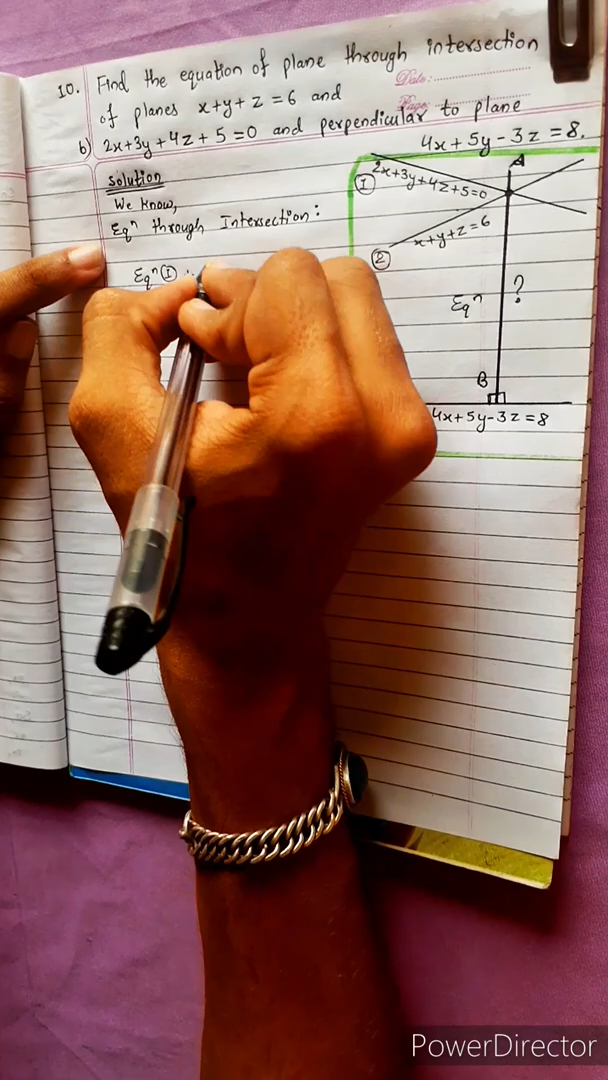 10. Find the equation of plane through intersection
of planes x+y+z=6 and
b) 2x+3y+4z+5=0 and perpendicular to plane
4x+5y-3z=8.
Date:
Page:
Solution
We know,
Eqⁿ through Intersection:
Eqⁿ ①
① 2x+3y+4z+5=0
A
② x+y+z=6
Eqⁿ ?
B
4x+5y-3z=8
PowerDirector